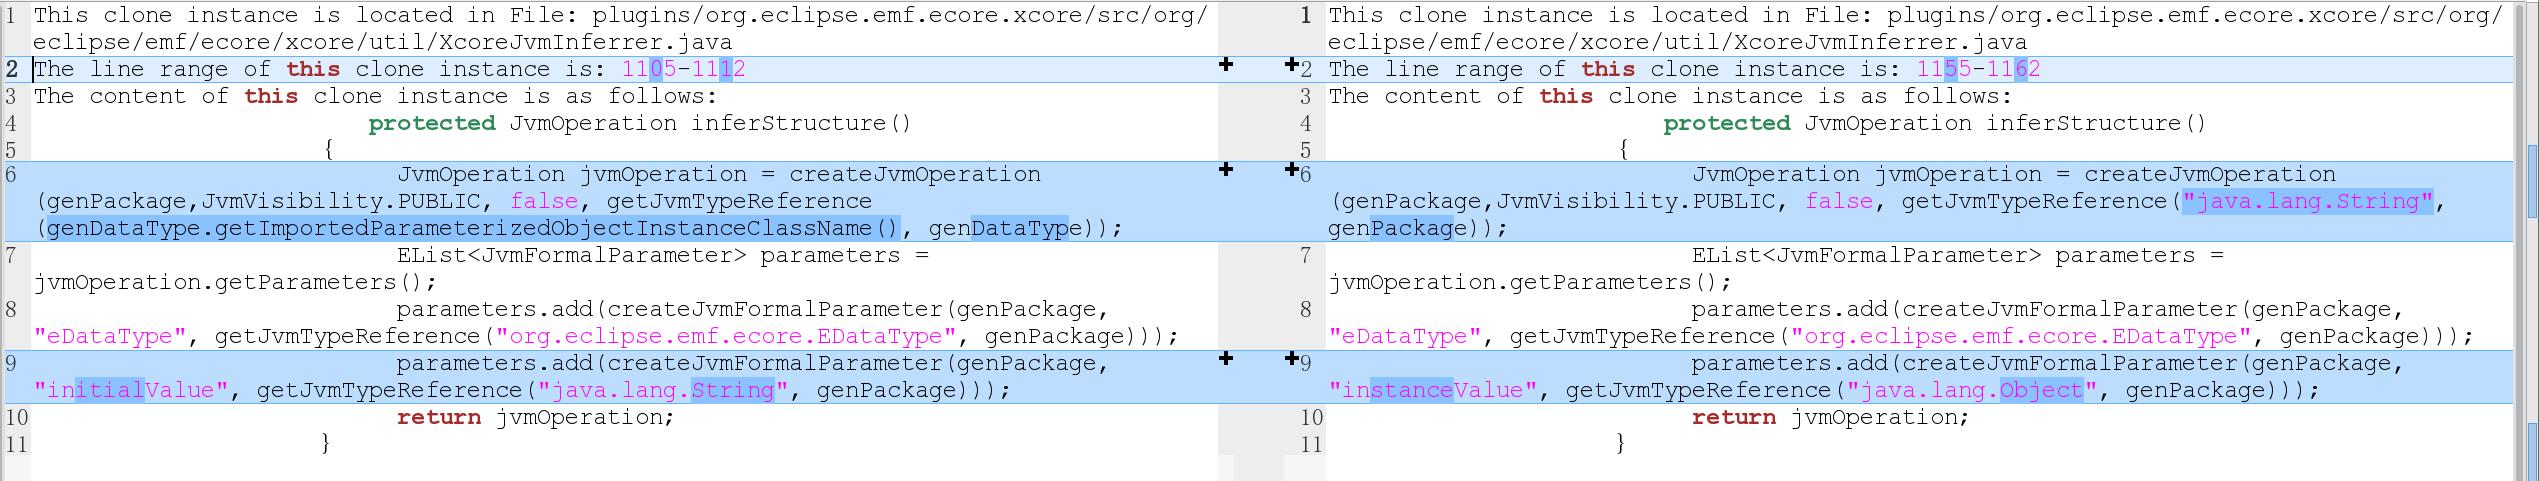 1 This clone instance is located in File: plugins/org.eclipse.emf.ecore.xcore/src/org/
eclipse/emf/ecore/xcore/util/XcoreJvmInferrer.java
2 The line range of this clone instance is: 1105-1112
3 The content of this clone instance is as follows:
4 protected JvmOperation inferStructure()
5 {
6 JvmOperation jvmOperation = createJvmOperation
(genPackage,JvmVisibility.PUBLIC, false, getJvmTypeReference
(genDataType.getImportedParameterizedObjectInstanceClassName(), genDataType));
7 EList<JvmFormalParameter> parameters =
jvmOperation.getParameters();
8 parameters.add(createJvmFormalParameter(genPackage,
"eDataType", getJvmTypeReference("org.eclipse.emf.ecore.EDataType", genPackage)));
9 parameters.add(createJvmFormalParameter(genPackage,
"initialValue", getJvmTypeReference("java.lang.String", genPackage)));
10 return jvmOperation;
11 }
1 This clone instance is located in File: plugins/org.eclipse.emf.ecore.xcore/src/org/
eclipse/emf/ecore/xcore/util/XcoreJvmInferrer.java
2 The line range of this clone instance is: 1155-1162
3 The content of this clone instance is as follows:
4 protected JvmOperation inferStructure()
5 {
6 JvmOperation jvmOperation = createJvmOperation
(genPackage,JvmVisibility.PUBLIC, false, getJvmTypeReference("java.lang.String",
genPackage));
7 EList<JvmFormalParameter> parameters =
jvmOperation.getParameters();
8 parameters.add(createJvmFormalParameter(genPackage,
"eDataType", getJvmTypeReference("org.eclipse.emf.ecore.EDataType", genPackage)));
9 parameters.add(createJvmFormalParameter(genPackage,
"instanceValue", getJvmTypeReference("java.lang.Object", genPackage)));
10 return jvmOperation;
11 }